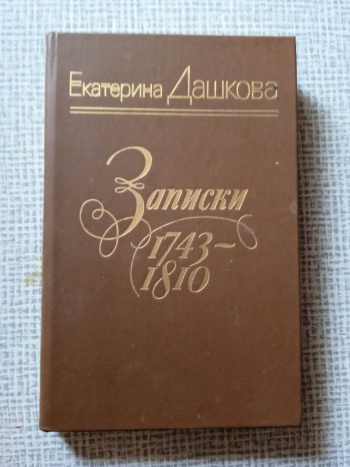 Екатерина Дашкова
Записки
1743–
1810